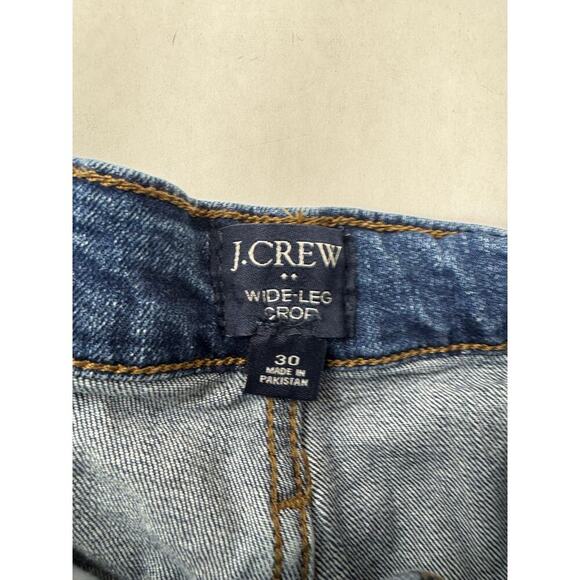 J.CREW
WIDE-LEG
CROP
30
MADE IN
PAKISTAN